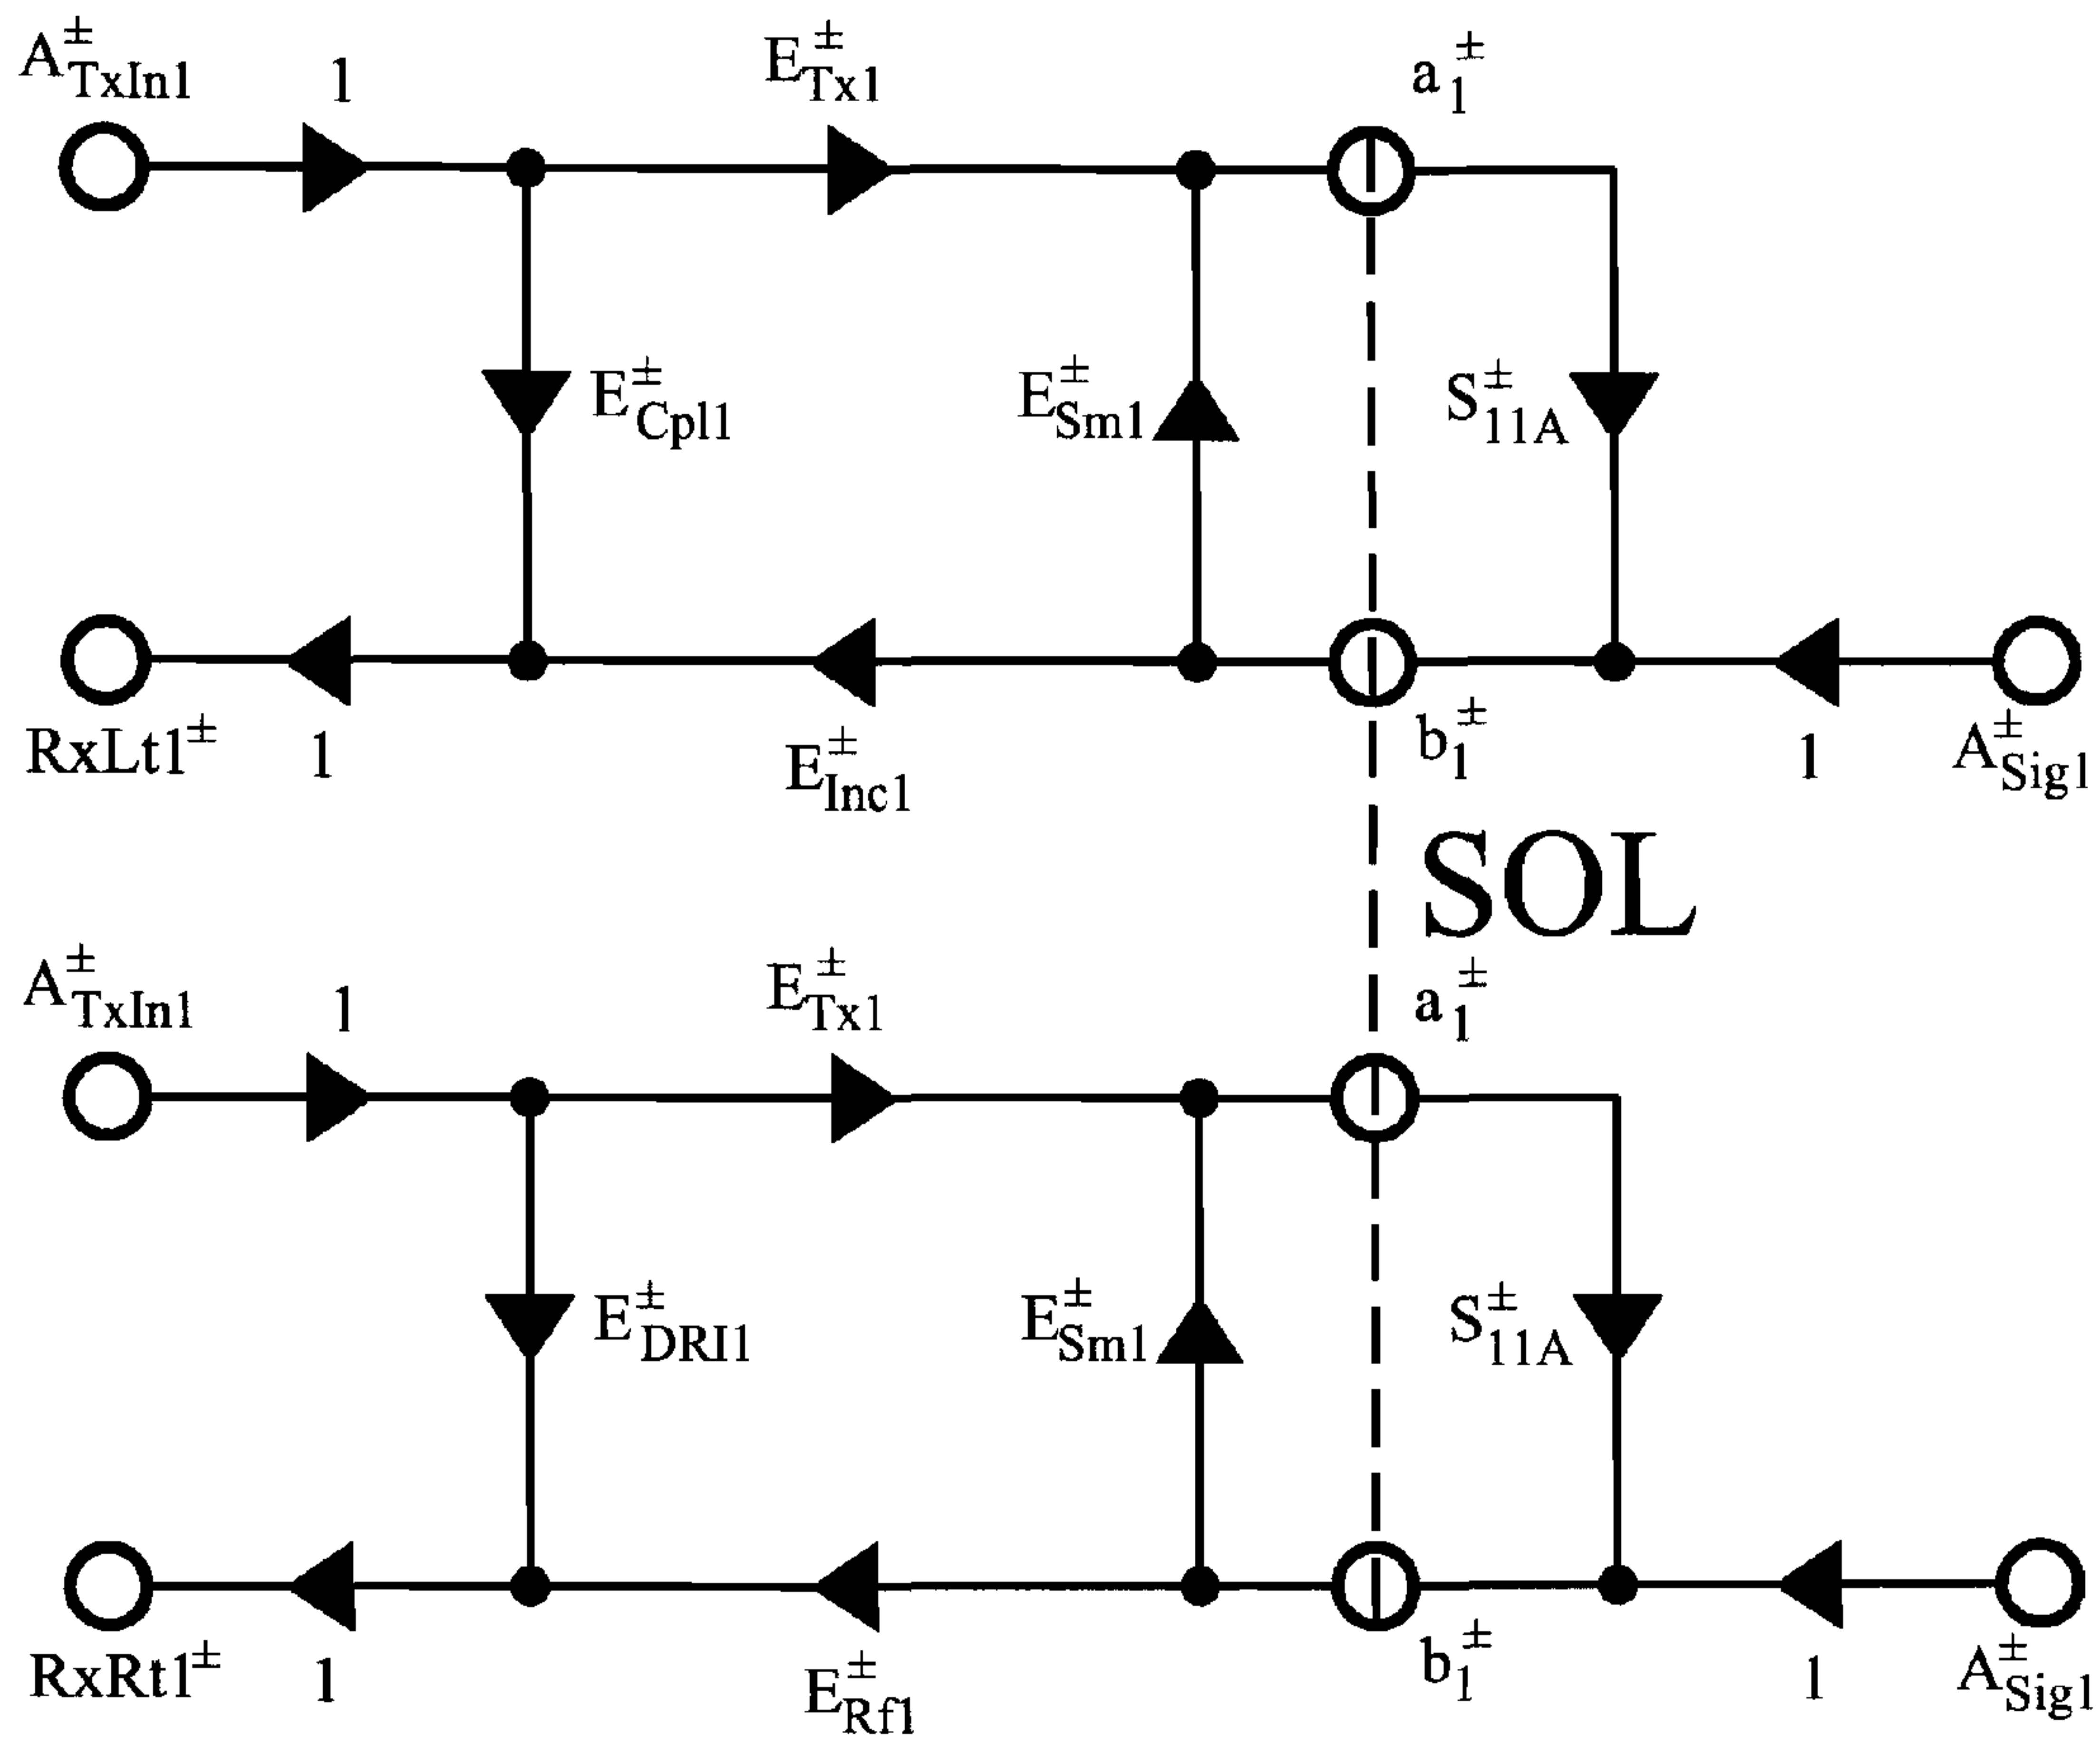 A±TxIn1 1 E±Tx1 a1±
E±Cpl1 E±Sm1 S±11A
RxLt1± 1 E±Inc1 b1± 1 A±Sig1
SOL
A±TxIn1 1 E±Tx1 a1±
E±DRI1 E±Sm1 S±11A
RxRt1± 1 E±Rf1 b1± 1 A±Sig1